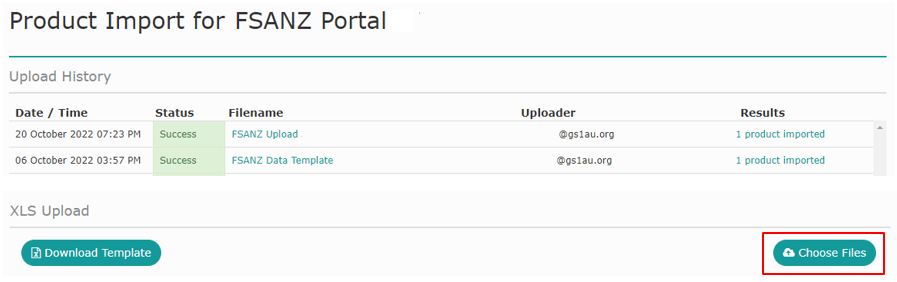 Product Import for FSANZ Portal
Upload History
Date / Time Status Filename Uploader Results
20 October 2022 07:23 PM Success FSANZ Upload @gs1au.org 1 product imported
06 October 2022 03:57 PM Success FSANZ Data Template @gs1au.org 1 product imported
XLS Upload
Download Template Choose Files